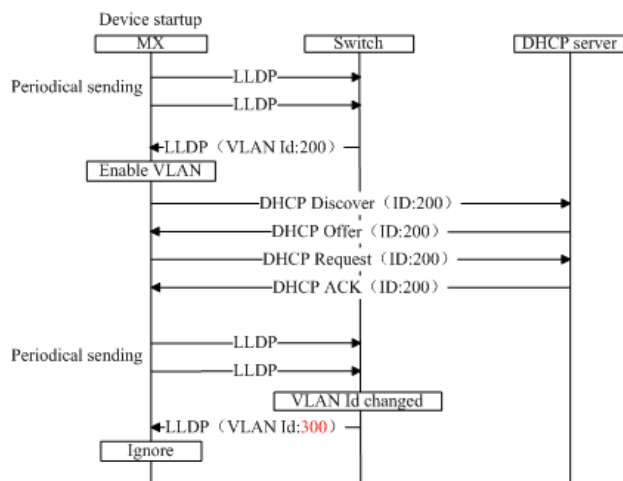 Device startup
MX Switch DHCP server
LLDP
Periodical sending
LLDP
LLDP（VLAN Id:200）
Enable VLAN
DHCP Discover（ID:200）
DHCP Offer（ID:200）
DHCP Request（ID:200）
DHCP ACK（ID:200）
LLDP
Periodical sending
LLDP
VLAN Id changed
LLDP（VLAN Id:300）
Ignore